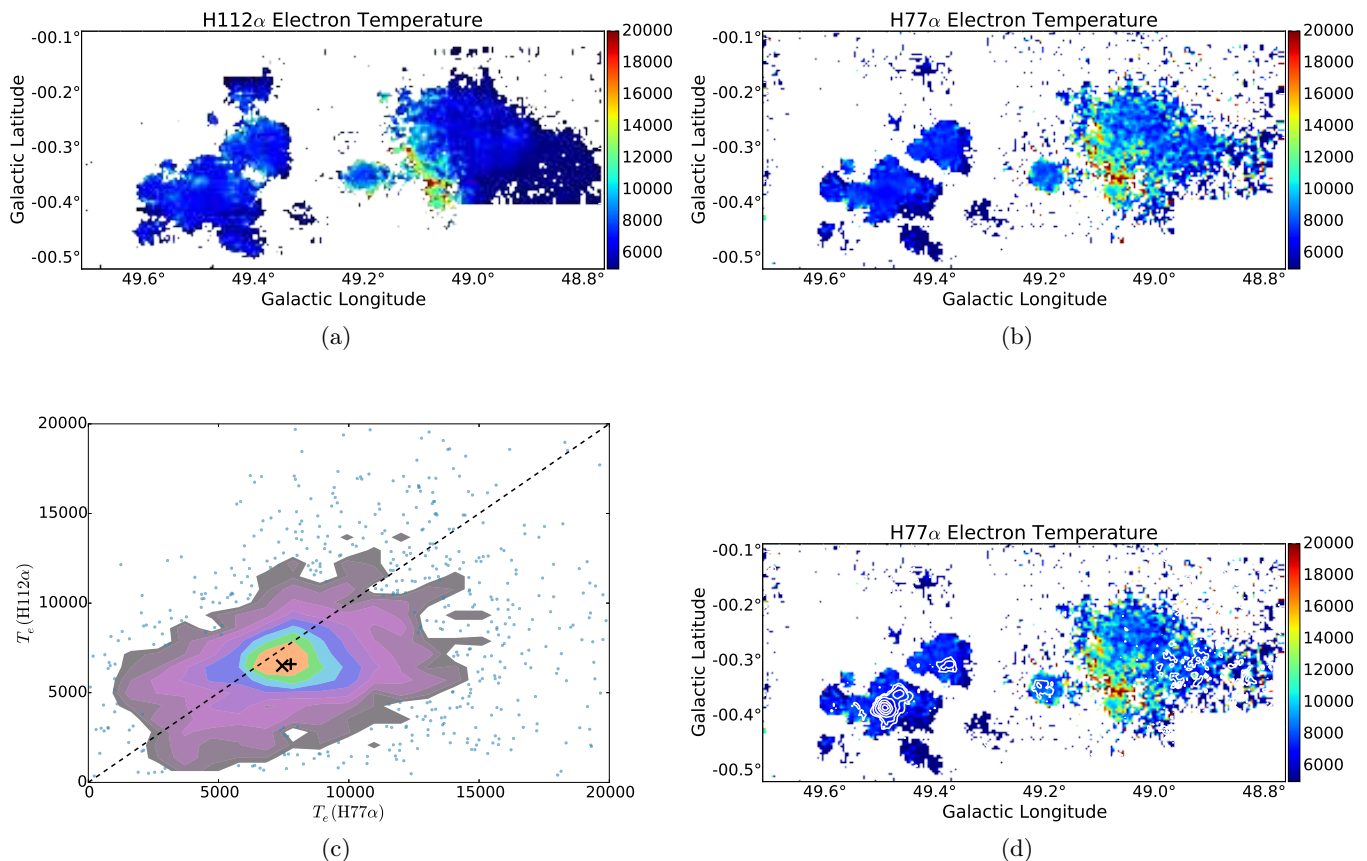 H112α Electron Temperature
-00.1°
-00.2°
-00.3°
-00.4°
-00.5°
Galactic Latitude
49.6° 49.4° 49.2° 49.0° 48.8°
Galactic Longitude
20000
18000
16000
14000
12000
10000
8000
6000
(a)
H77α Electron Temperature
-00.1°
-00.2°
-00.3°
-00.4°
-00.5°
Galactic Latitude
49.6° 49.4° 49.2° 49.0° 48.8°
Galactic Longitude
20000
18000
16000
14000
12000
10000
8000
6000
(b)
20000
15000
10000
5000
0
T_e(H112α)
0 5000 10000 15000 20000
T_e(H77α)
(c)
H77α Electron Temperature
-00.1°
-00.2°
-00.3°
-00.4°
-00.5°
Galactic Latitude
49.6° 49.4° 49.2° 49.0° 48.8°
Galactic Longitude
20000
18000
16000
14000
12000
10000
8000
6000
(d)